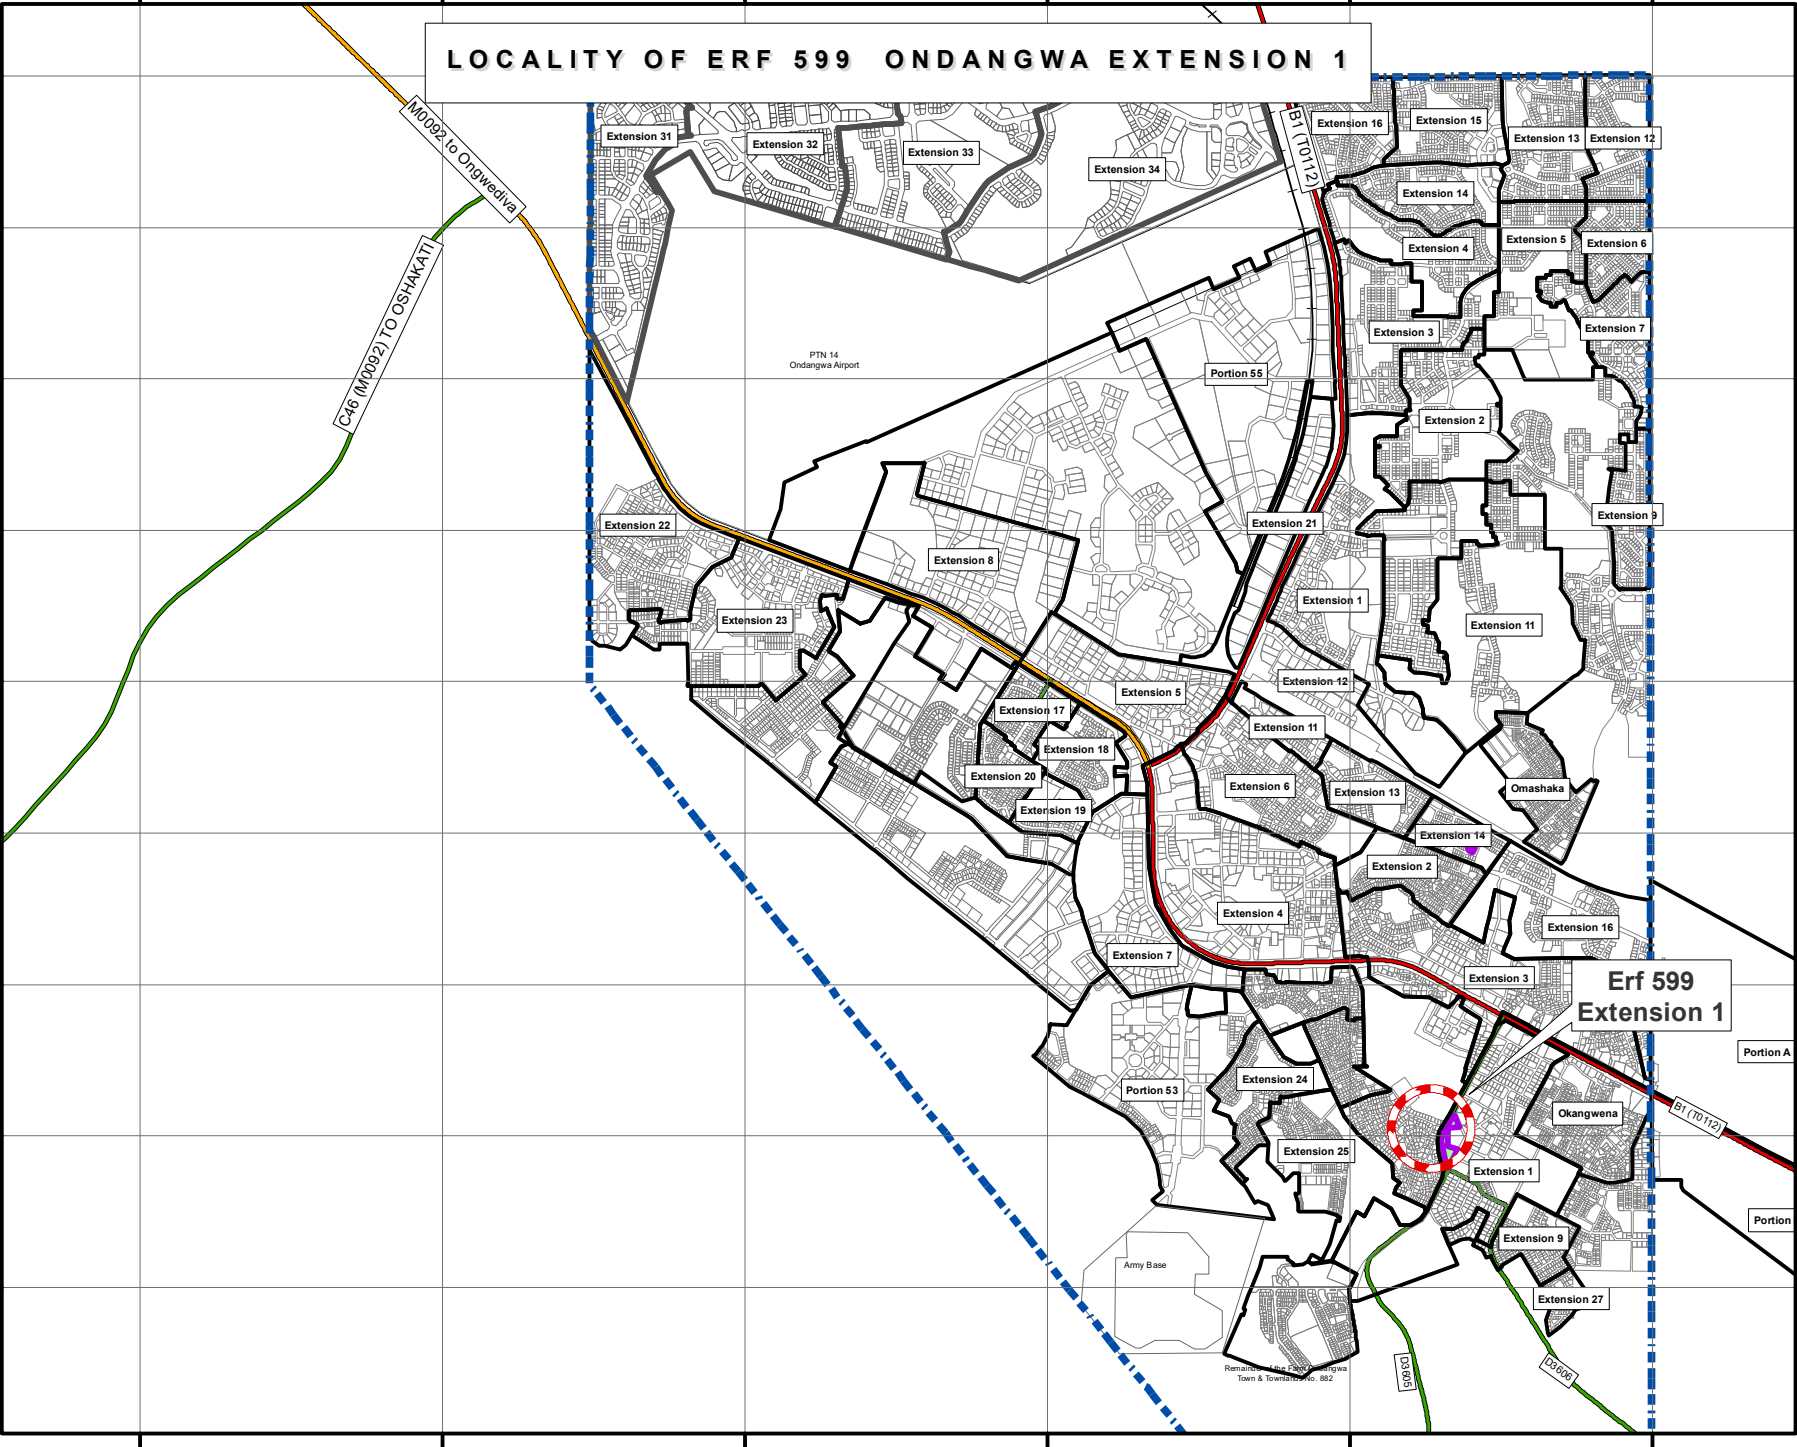 LOCALITY OF ERF 599 ONDANGWA EXTENSION 1
M0092 to Ongwediva
C46 (M0092) TO OSHAKATI
B1 (T0112)
Extension 31
Extension 32
Extension 33
Extension 34
Extension 16
Extension 15
Extension 13
Extension 12
Extension 14
Extension 4
Extension 5
Extension 6
Extension 3
Extension 7
PTN 14
Ondangwa Airport
Portion 55
Extension 2
Extension 22
Extension 21
Extension 9
Extension 8
Extension 1
Extension 23
Extension 11
Extension 12
Extension 5
Extension 17
Extension 11
Extension 18
Extension 20
Extension 6
Extension 13
Omashaka
Extension 19
Extension 14
Extension 2
Extension 4
Extension 16
Extension 7
Extension 3
Erf 599
Extension 1
Portion A
Extension 24
Portion 53
Okangwena
B1 (T0112)
Extension 25
Extension 1
Portion
Extension 9
Army Base
Extension 27
Remainder of the Farm Ondangwa
Town & Townlands No. 882
D3605
D3606